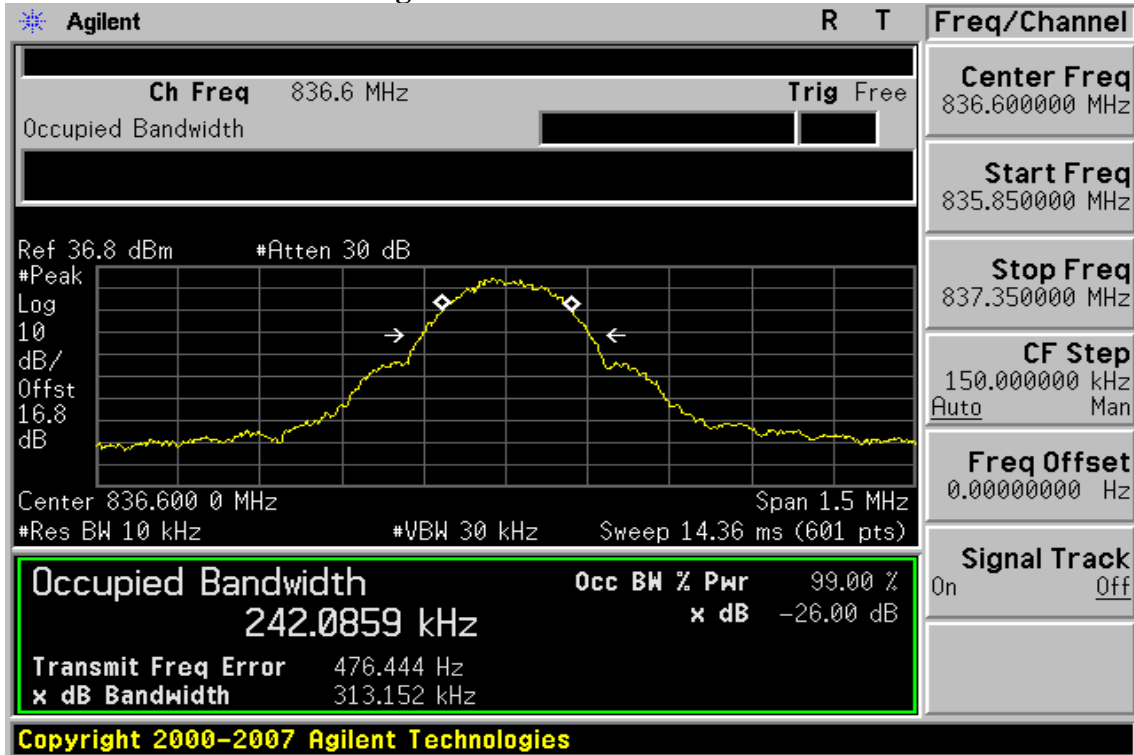 Agilent R T Freq/Channel
Ch Freq 836.6 MHz Trig Free
Occupied Bandwidth
Center Freq
836.600000 MHz
Start Freq
835.850000 MHz
Stop Freq
837.350000 MHz
CF Step
150.000000 kHz
Auto Man
Freq Offset
0.00000000 Hz
Signal Track
On Off
Ref 36.8 dBm #Atten 30 dB
#Peak
Log
10
dB/
Offst
16.8
dB
Center 836.600 0 MHz Span 1.5 MHz
#Res BW 10 kHz #VBW 30 kHz Sweep 14.36 ms (601 pts)
Occupied Bandwidth Occ BW % Pwr 99.00 %
242.0859 kHz x dB -26.00 dB
Transmit Freq Error 476.444 Hz
x dB Bandwidth 313.152 kHz
Copyright 2000-2007 Agilent Technologies